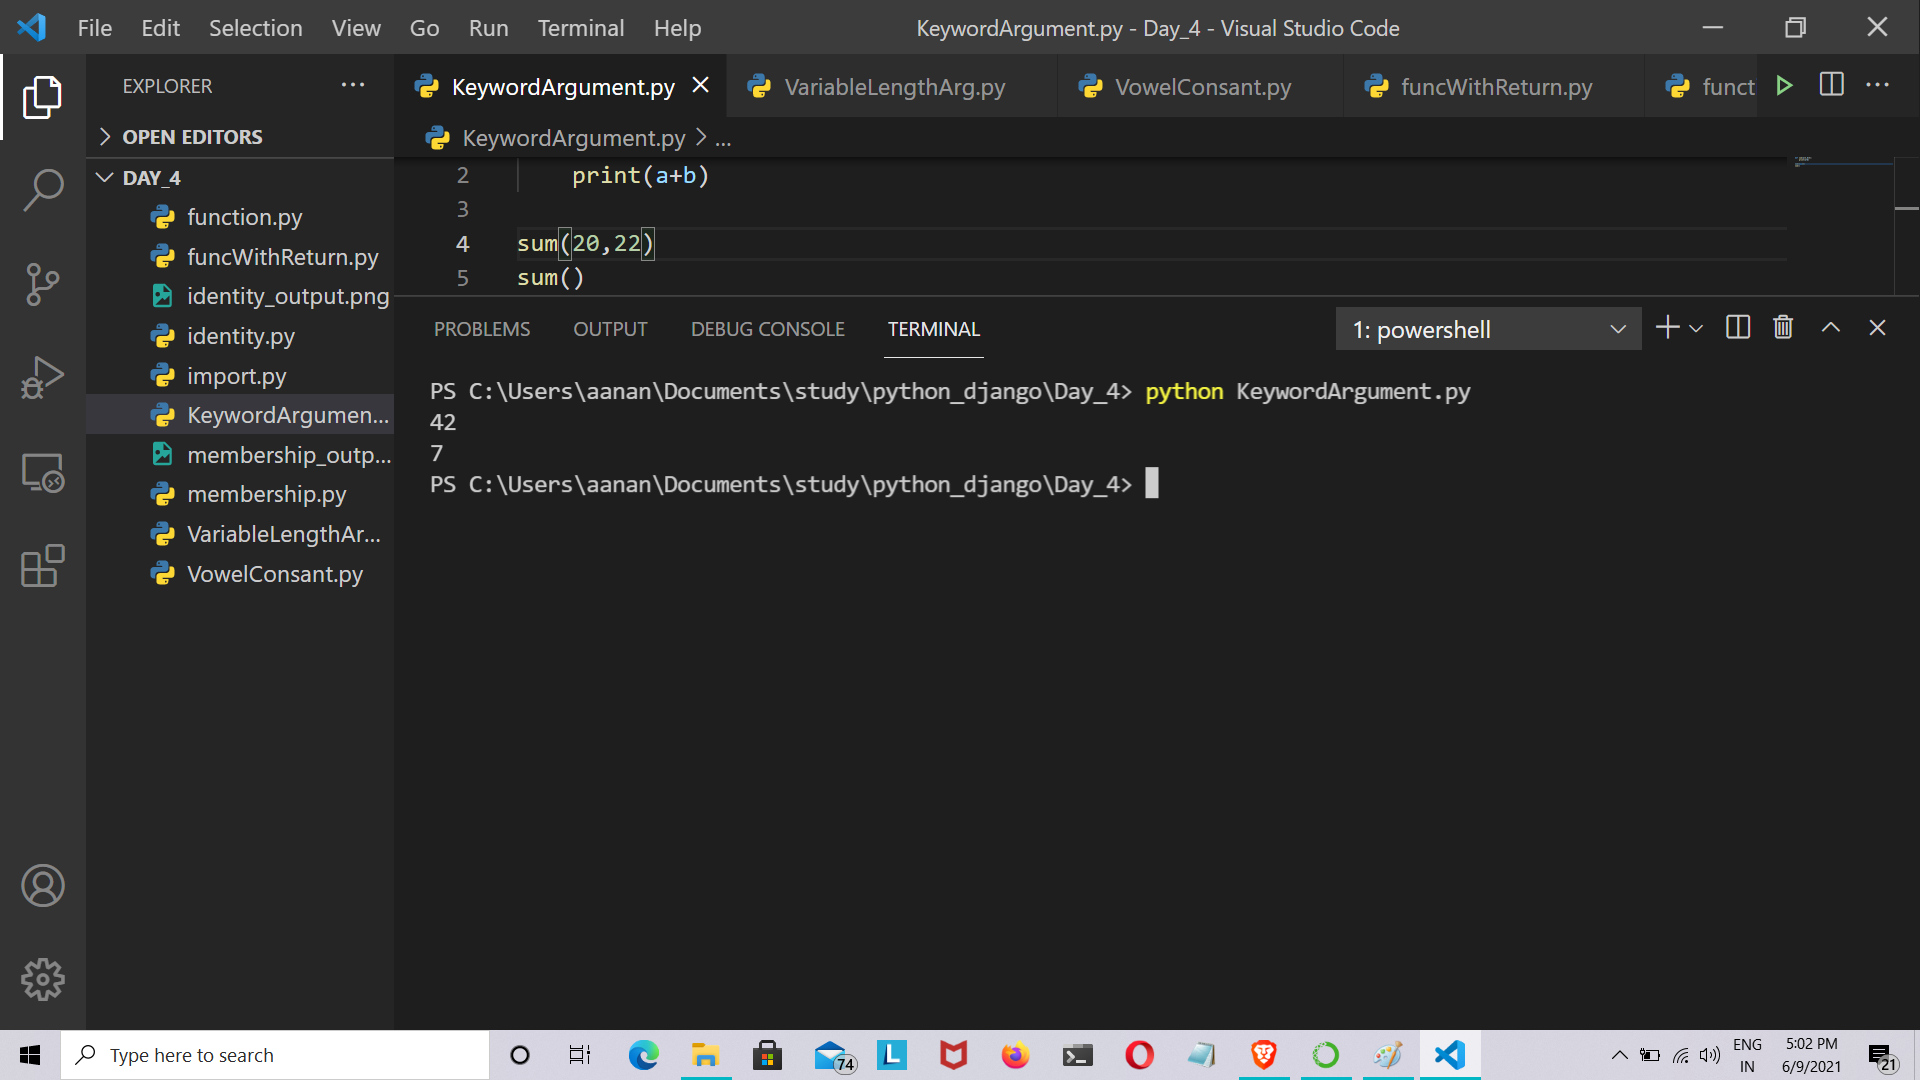 File Edit Selection View Go Run Terminal Help KeywordArgument.py - Day_4 - Visual Studio Code
EXPLORER
OPEN EDITORS
DAY_4
function.py
funcWithReturn.py
identity_output.png
identity.py
import.py
KeywordArgumen...
membership_outp...
membership.py
VariableLengthAr...
VowelConsant.py
KeywordArgument.py VariableLengthArg.py VowelConsant.py funcWithReturn.py funct
KeywordArgument.py > ...
2 print(a+b)
3
4 sum(20,22)
5 sum()
PROBLEMS OUTPUT DEBUG CONSOLE TERMINAL 1: powershell
PS C:\Users\aanan\Documents\study\python_django\Day_4> python KeywordArgument.py
42
7
PS C:\Users\aanan\Documents\study\python_django\Day_4>
Type here to search
74
L
ENG
IN
5:02 PM
6/9/2021
21